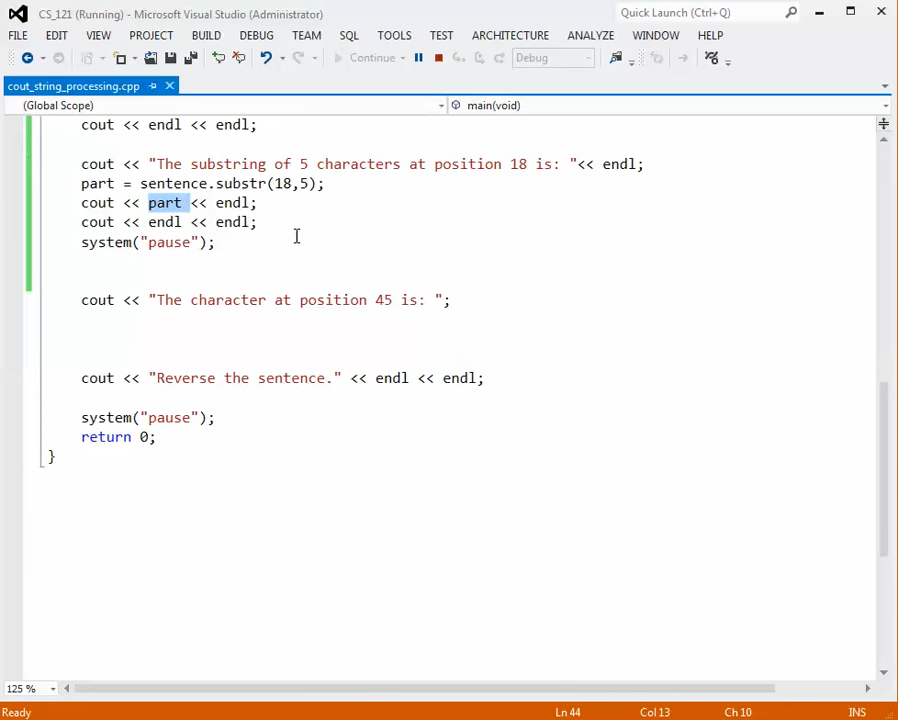 CS_121 (Running) - Microsoft Visual Studio (Administrator)
Quick Launch (Ctrl+Q)
FILE EDIT VIEW PROJECT BUILD DEBUG TEAM SQL TOOLS TEST ARCHITECTURE ANALYZE WINDOW HELP
Continue Debug
cout_string_processing.cpp
(Global Scope) main(void)
cout << endl << endl;
cout << "The substring of 5 characters at position 18 is: "<< endl;
part = sentence.substr(18,5);
cout << part << endl;
cout << endl << endl;
system("pause");
cout << "The character at position 45 is: ";
cout << "Reverse the sentence." << endl << endl;
system("pause");
return 0;
}
125 %
Ready Ln 44 Col 13 Ch 10 INS